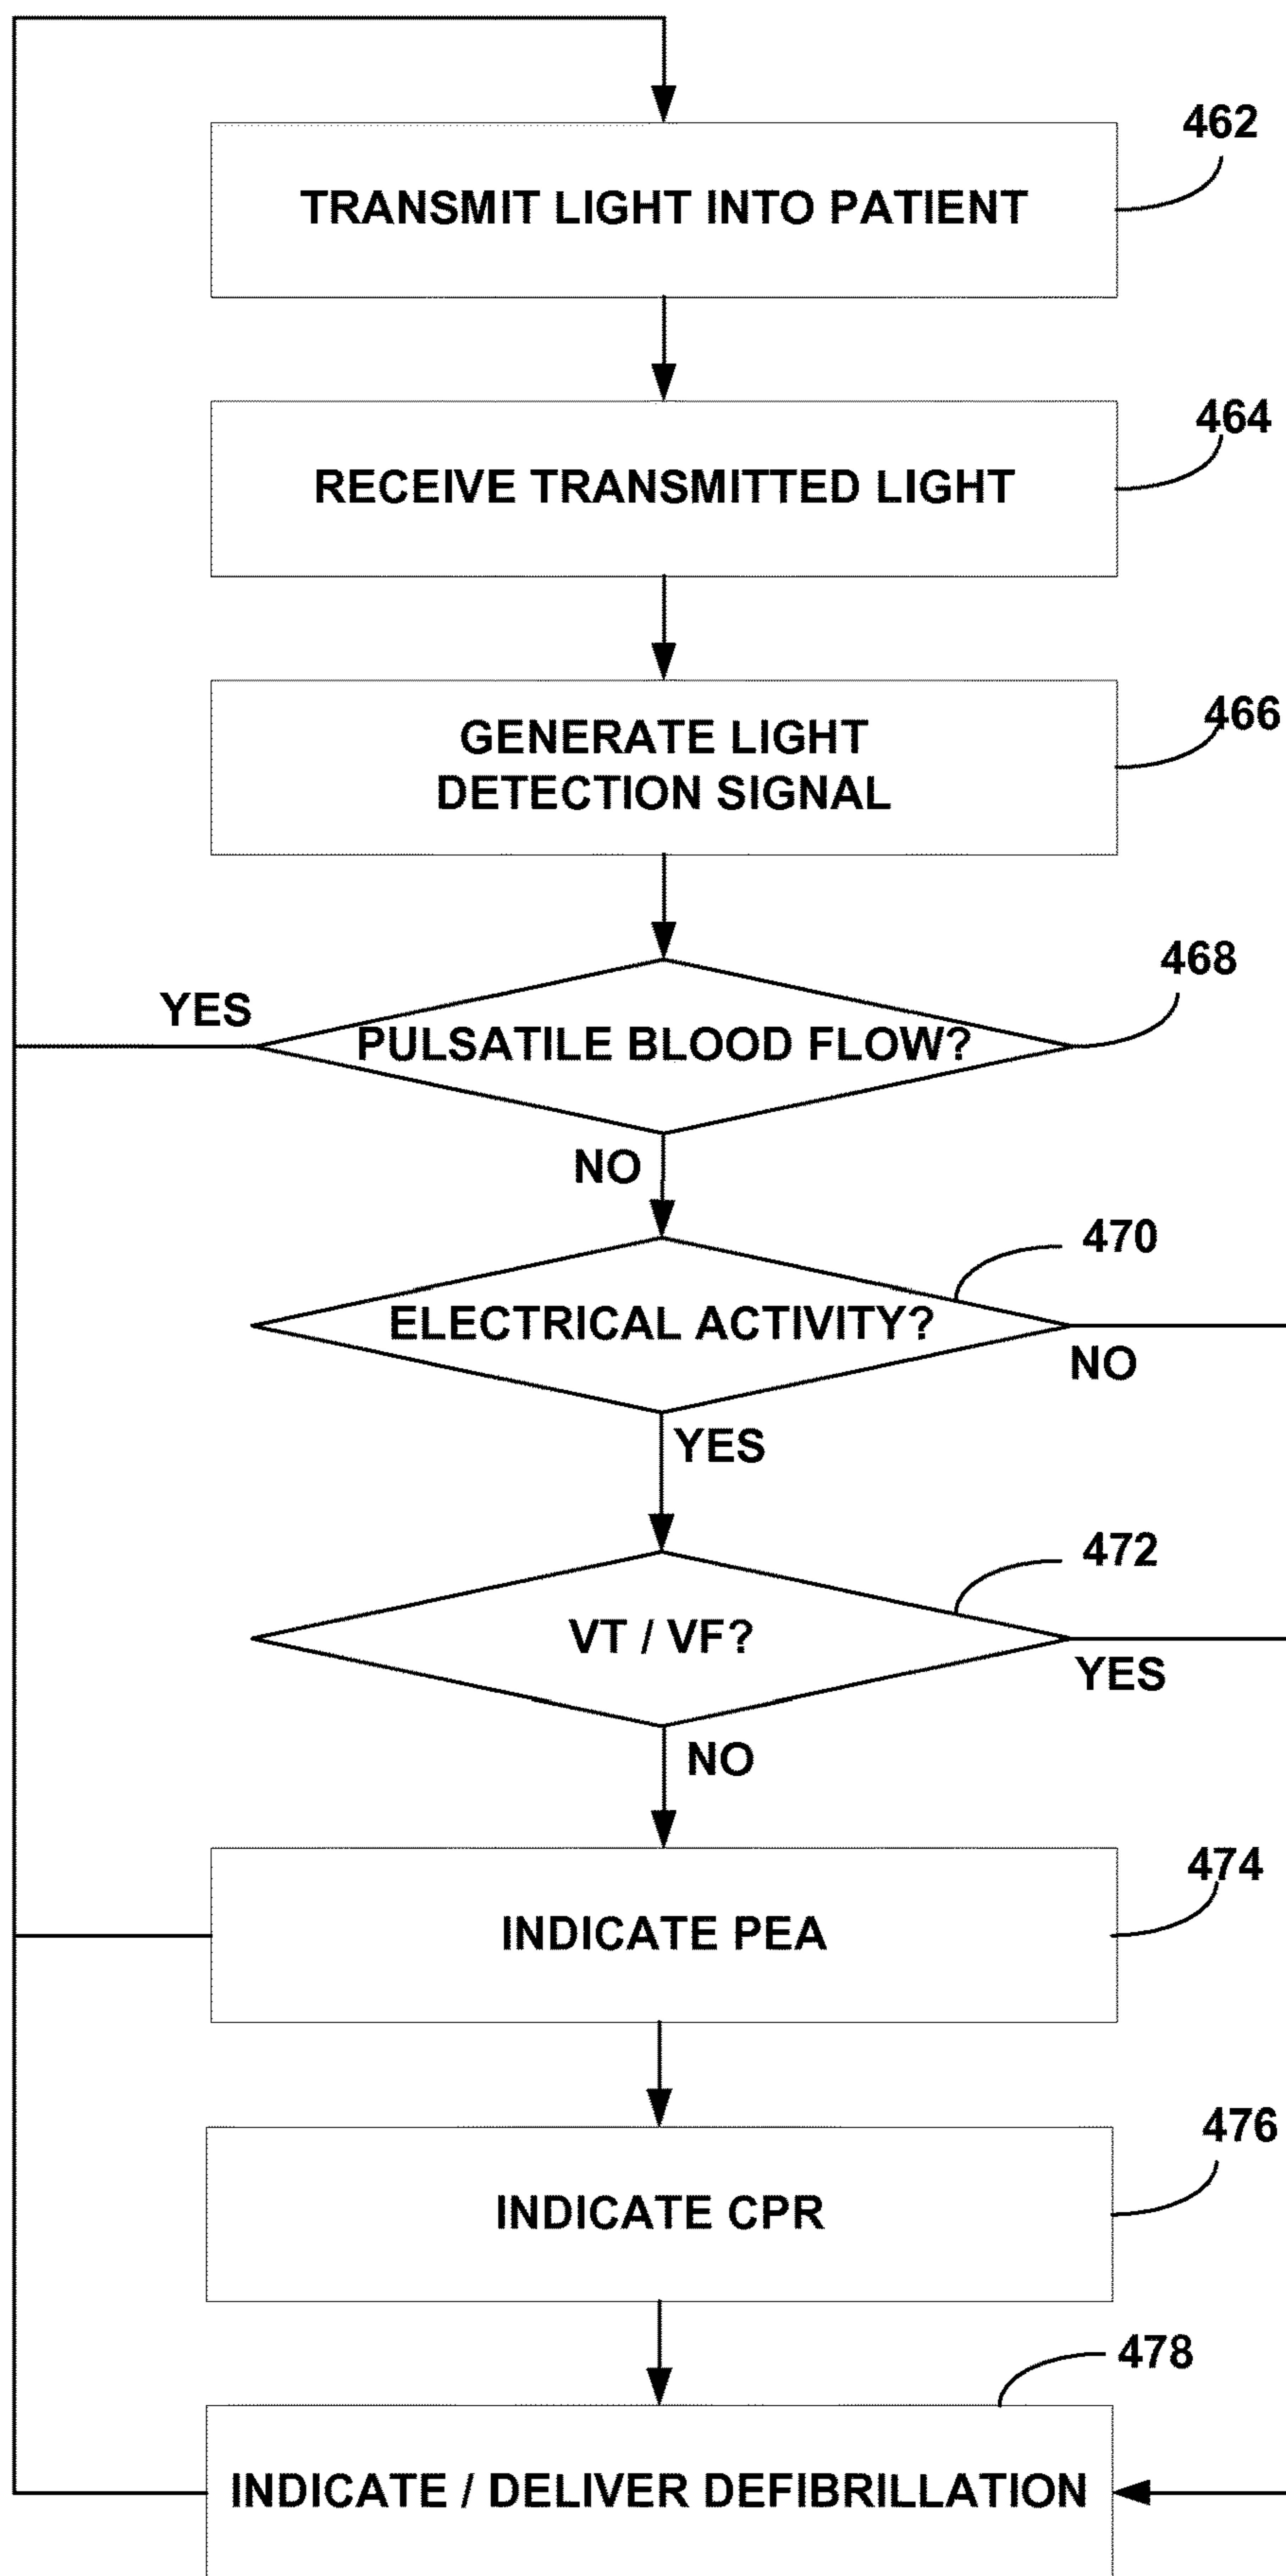 462
TRANSMIT LIGHT INTO PATIENT
464
RECEIVE TRANSMITTED LIGHT
466
GENERATE LIGHT
DETECTION SIGNAL
468
YES
PULSATILE BLOOD FLOW?
NO
470
ELECTRICAL ACTIVITY?
NO
YES
472
VT / VF?
YES
NO
474
INDICATE PEA
476
INDICATE CPR
478
INDICATE / DELIVER DEFIBRILLATION